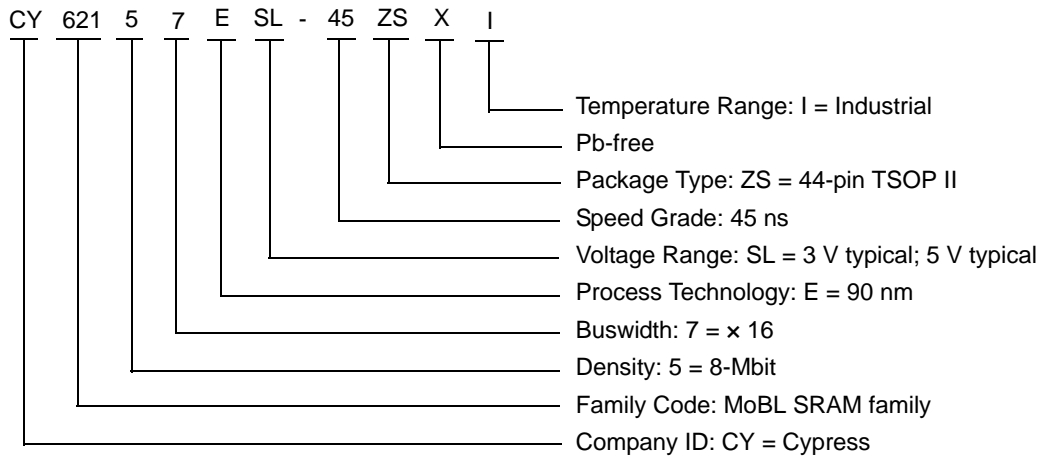 CY 621 5 7 E SL - 45 ZS X I
Temperature Range: I = Industrial
Pb-free
Package Type: ZS = 44-pin TSOP II
Speed Grade: 45 ns
Voltage Range: SL = 3 V typical; 5 V typical
Process Technology: E = 90 nm
Buswidth: 7 = × 16
Density: 5 = 8-Mbit
Family Code: MoBL SRAM family
Company ID: CY = Cypress